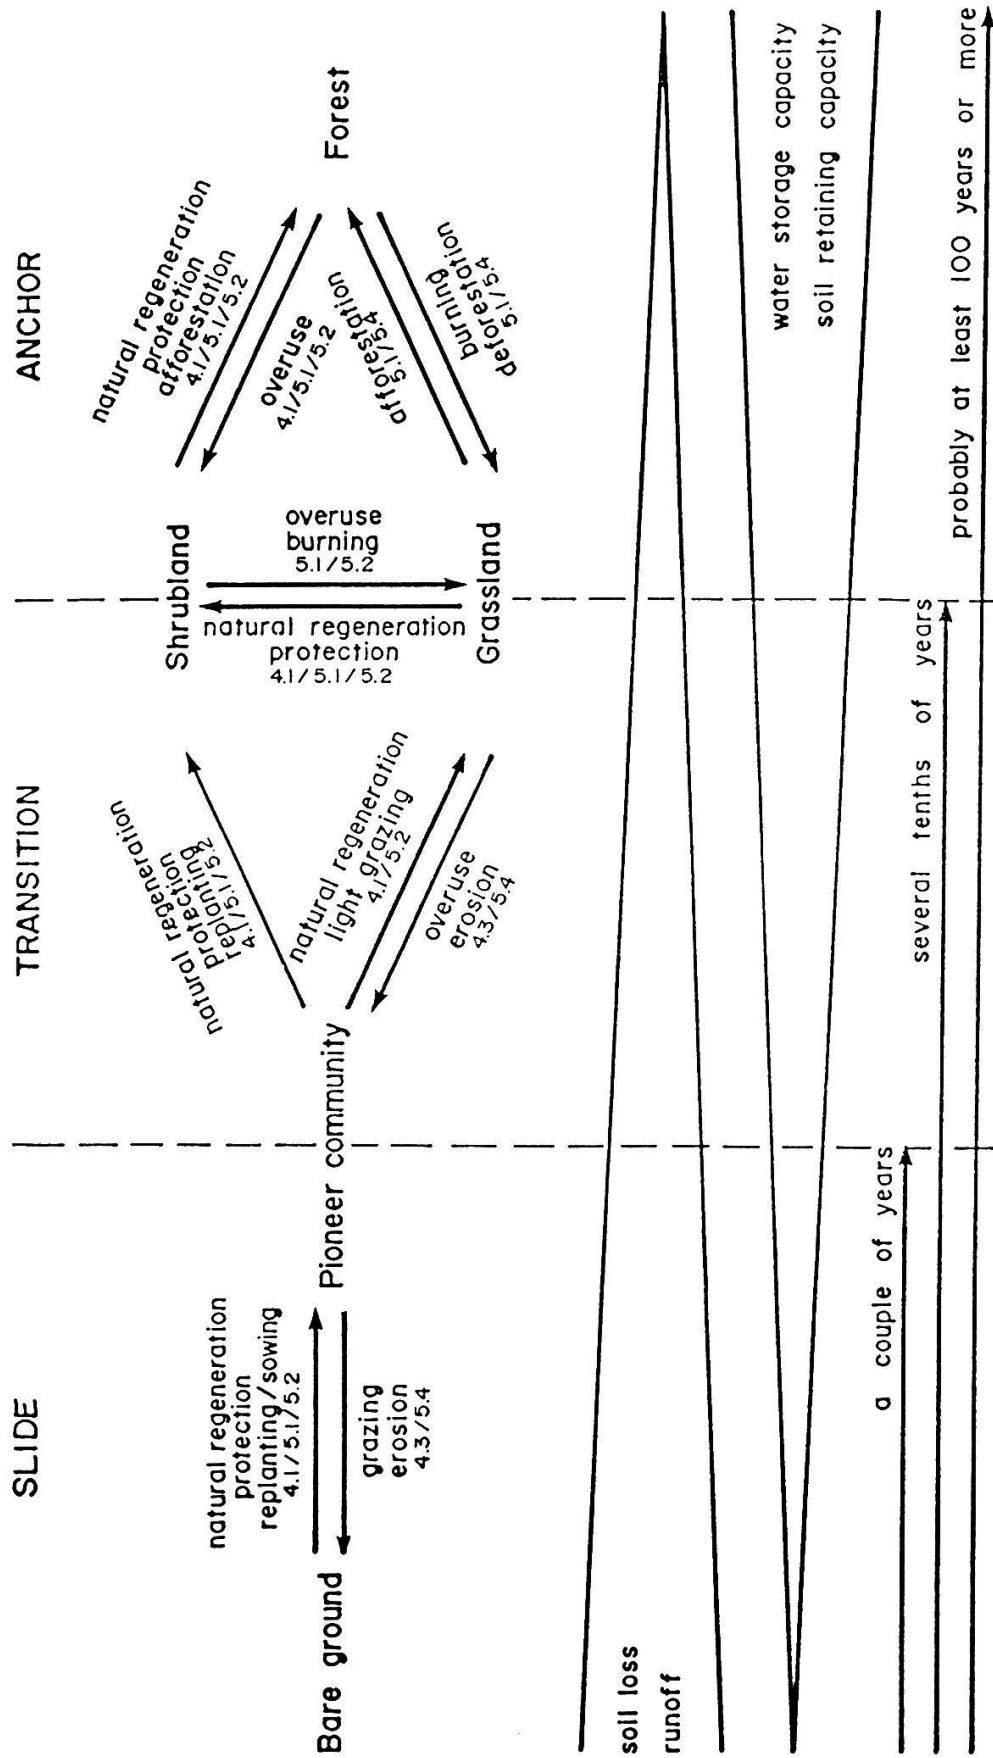 SLIDE
TRANSITION
ANCHOR
Bare ground
natural regeneration
protection
replanting/sowing
4.1/5.1/5.2
grazing
erosion
4.3/5.4
Pioneer community
natural regeneration
protection
replanting
4.1/5.1/5.2
natural regeneration
light grazing
4.1/5.2
overuse
erosion
4.3/5.4
Shrubland
natural regeneration
protection
4.1/5.1/5.2
overuse
burning
5.1/5.2
Grassland
natural regeneration
protection
afforestation
4.1/5.1/5.2
overuse
4.1/5.1/5.2
afforestation
5.1/5.4
burning
deforestation
5.1/5.4
Forest
soil loss
runoff
water storage capacity
soil retaining capacity
a couple of years
several tenths of years
probably at least 100 years or more